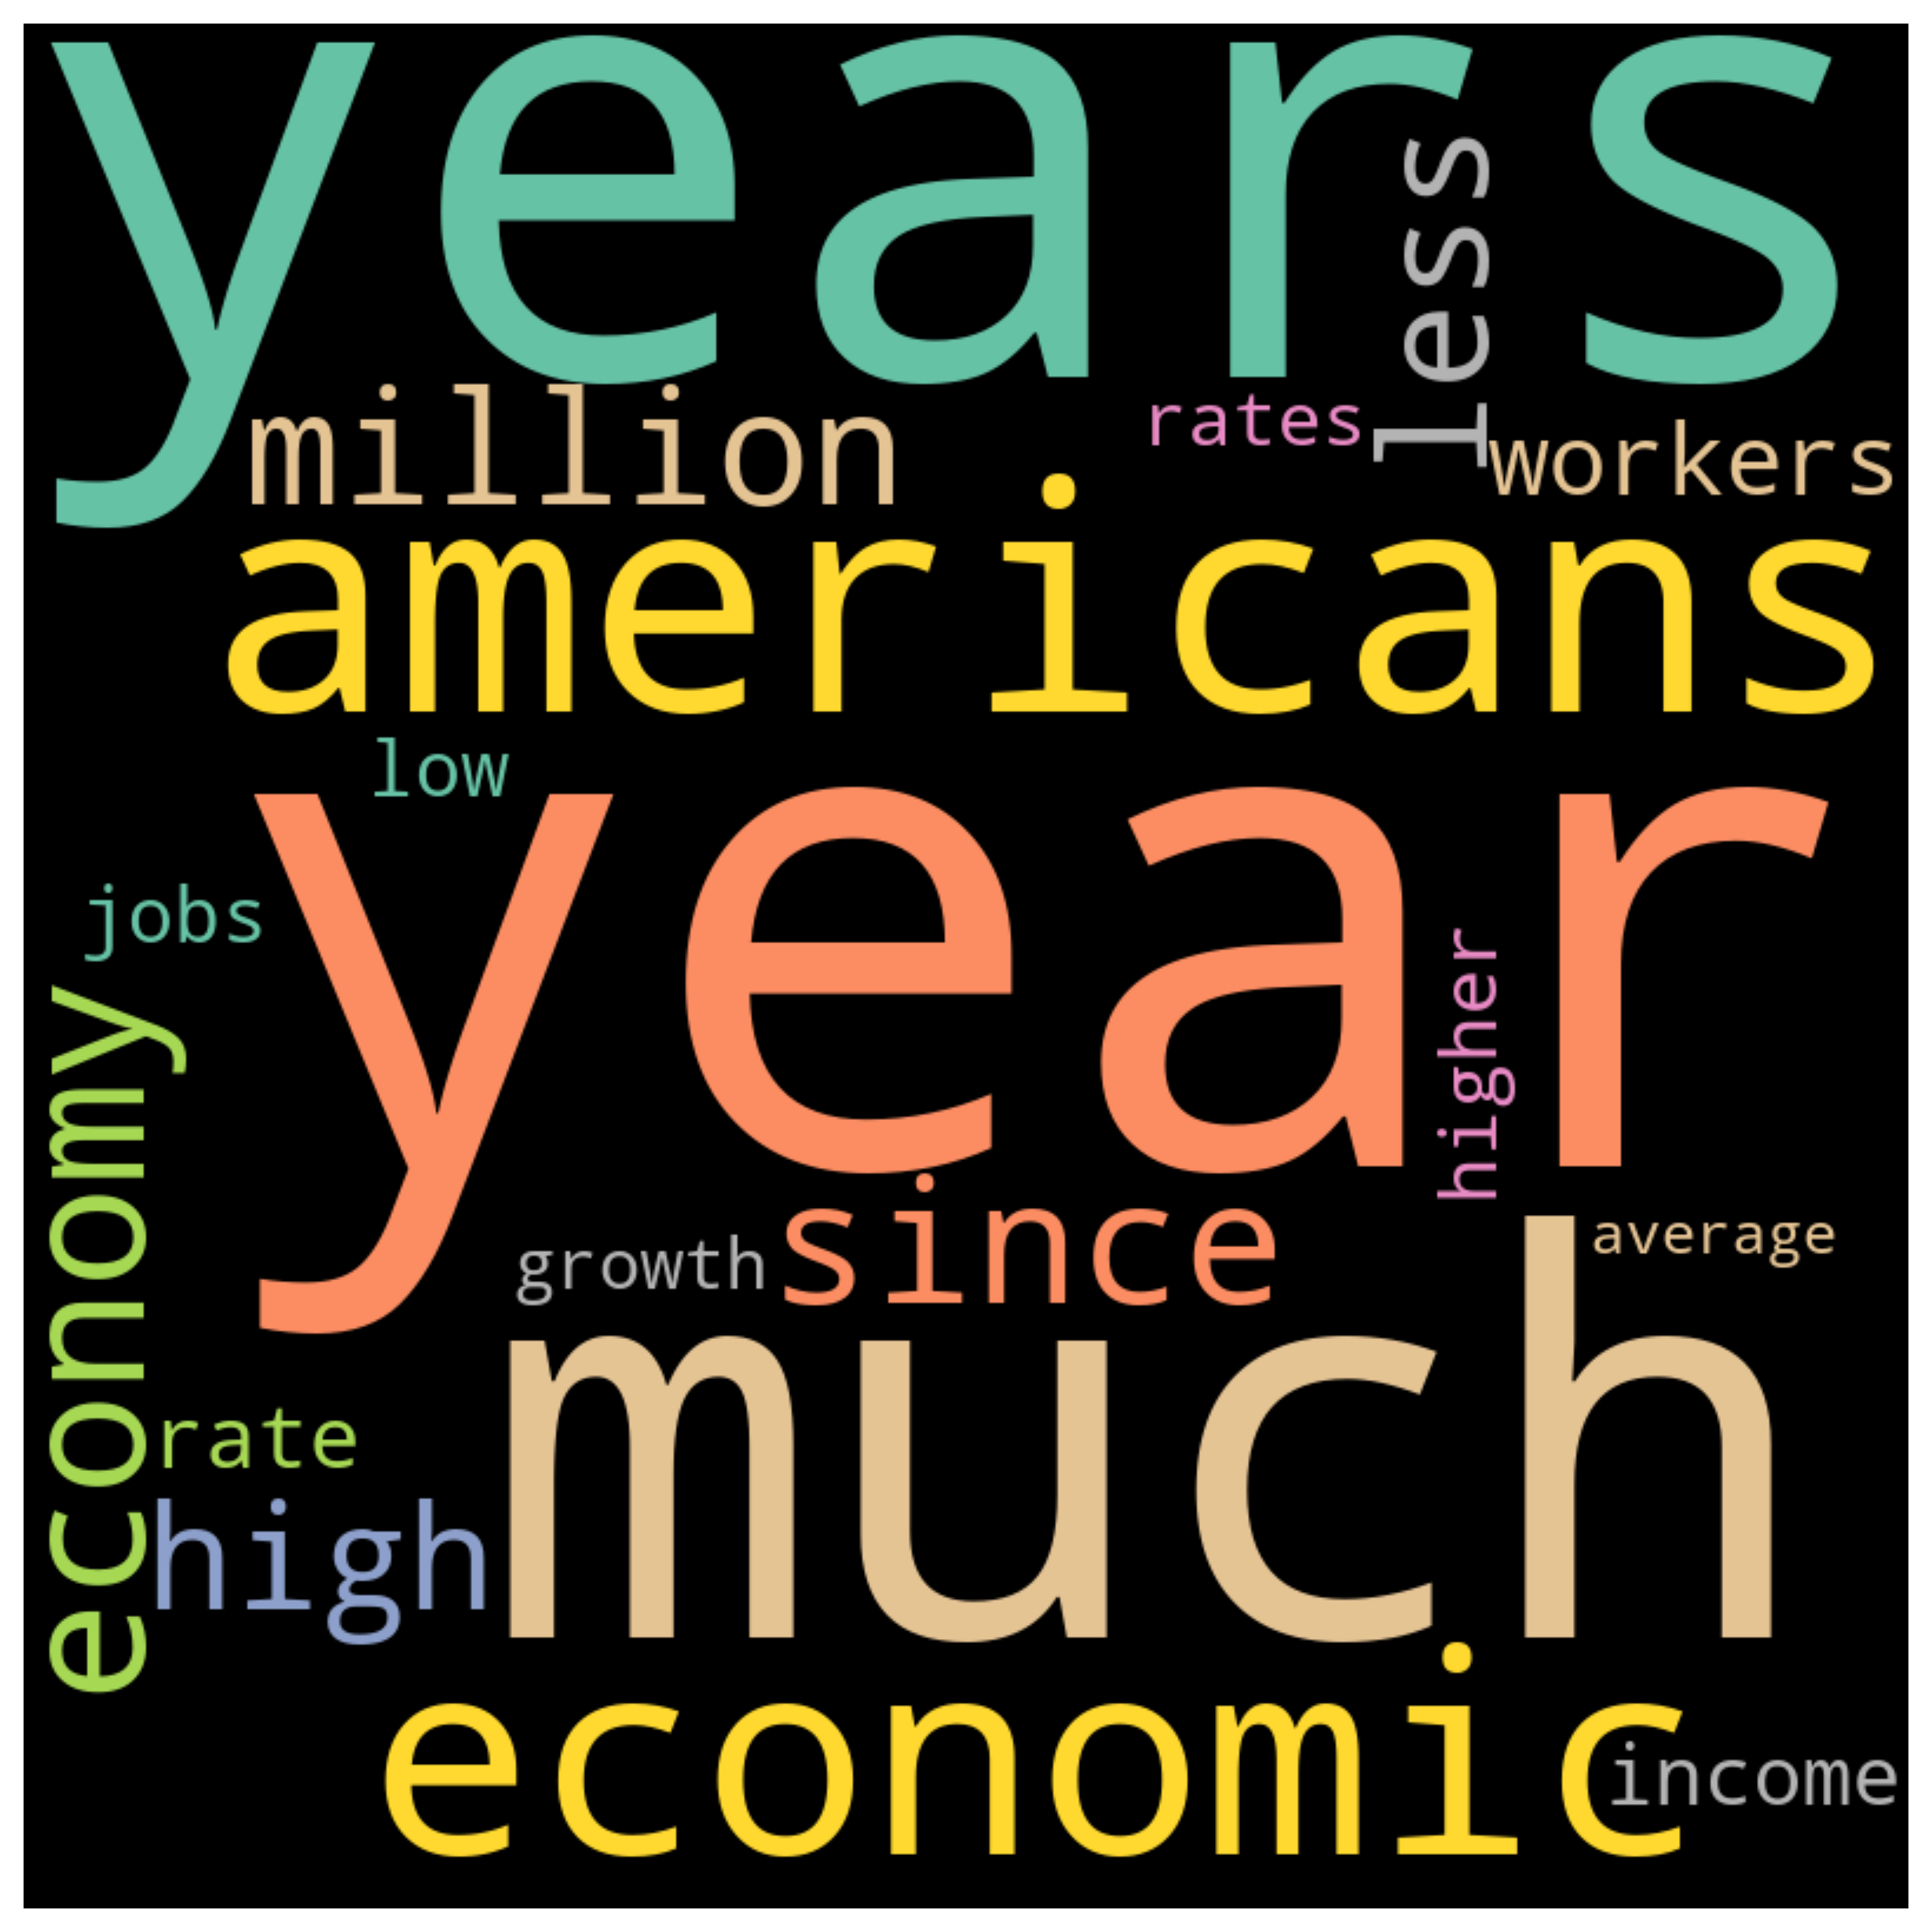 years
less
million
rates
workers
americans
low
year
jobs
higher
economy
since
growth
average
much
rate
high
economic
income